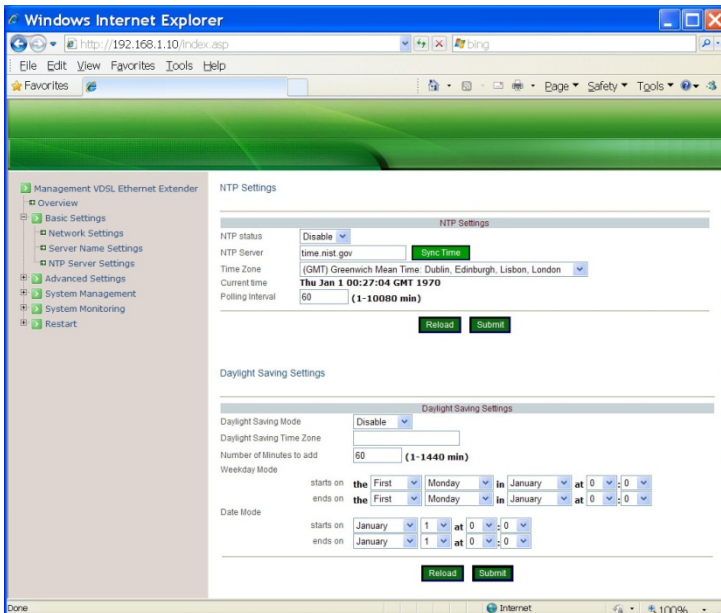 Windows Internet Explorer
http://192.168.1.10/index.asp
bing
File Edit View Favorites Tools Help
Favorites
Page Safety Tools
Management VDSL Ethernet Extender
Overview
Basic Settings
Network Settings
Server Name Settings
NTP Server Settings
Advanced Settings
System Management
System Monitoring
Restart
NTP Settings
NTP Settings
NTP status Disable
NTP Server time.nist.gov Sync Time
Time Zone (GMT) Greenwich Mean Time: Dublin, Edinburgh, Lisbon, London
Current time Thu Jan 1 00:27:04 GMT 1970
Polling Interval 60 (1-10080 min)
Reload Submit
Daylight Saving Settings
Daylight Saving Settings
Daylight Saving Mode Disable
Daylight Saving Time Zone
Number of Minutes to add 60 (1-1440 min)
Weekday Mode
starts on the First Monday in January at 0 : 0
ends on the First Monday in January at 0 : 0
Date Mode
starts on January 1 at 0 : 0
ends on January 1 at 0 : 0
Reload Submit
Done Internet 100%